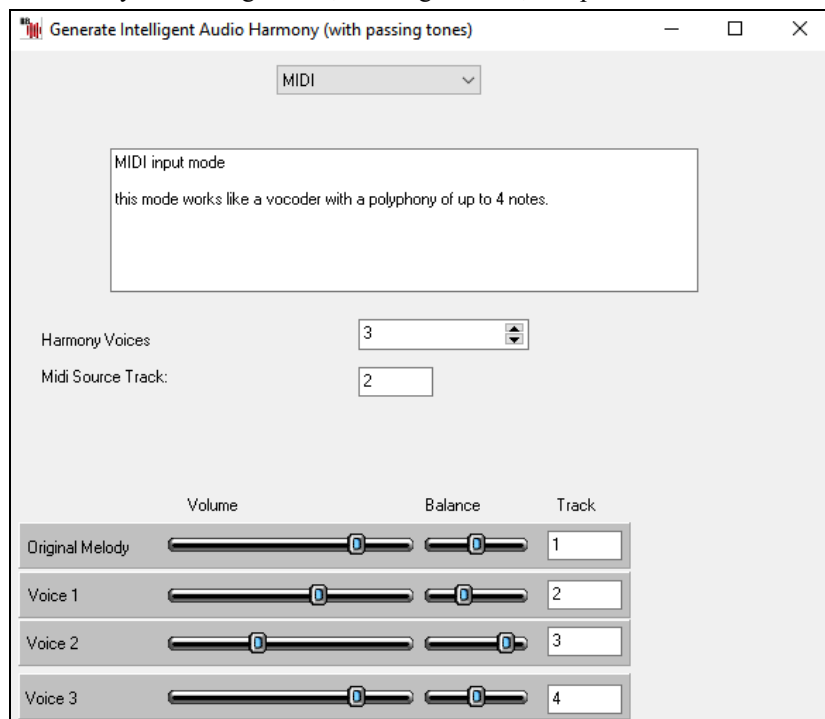 Generate Intelligent Audio Harmony (with passing tones)
MIDI
MIDI input mode
this mode works like a vocoder with a polyphony of up to 4 notes.
Harmony Voices 3
Midi Source Track: 2
Volume Balance Track
Original Melody 1
Voice 1 2
Voice 2 3
Voice 3 4